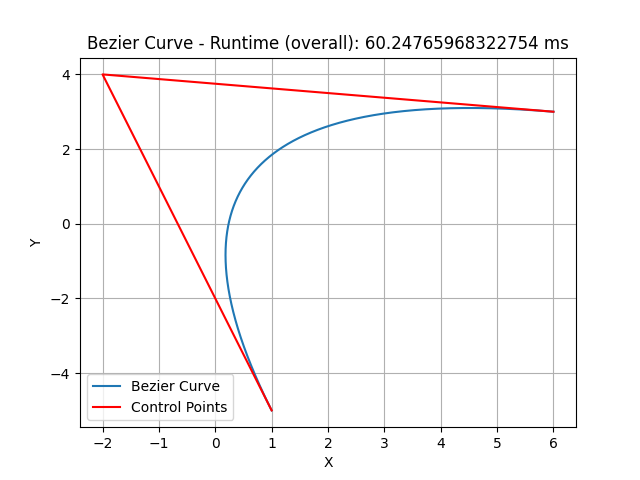 Bezier Curve - Runtime (overall): 60.24765968322754 ms
4
2
0
−2
−4
Y
Bezier Curve
Control Points
−2 −1 0 1 2 3 4 5 6
X